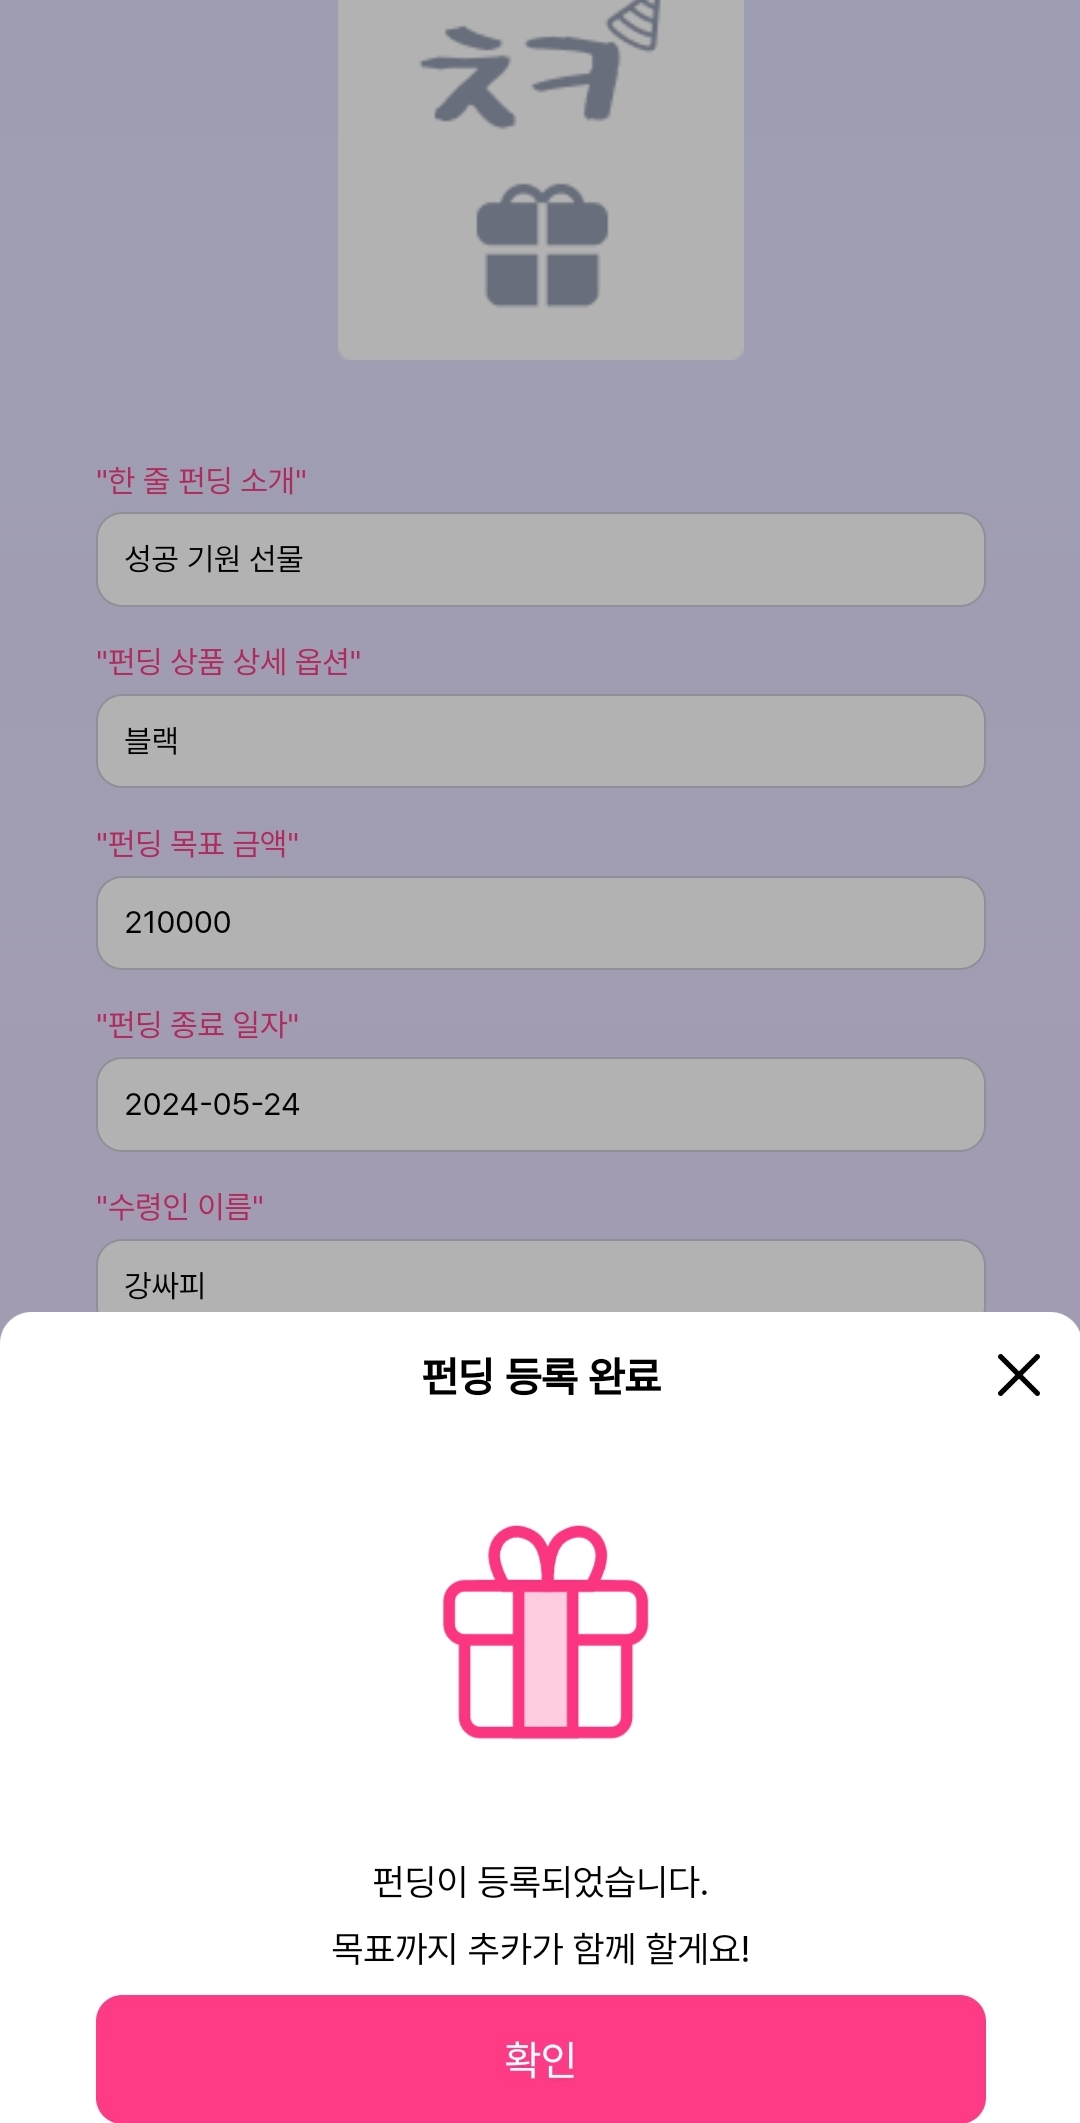 ㅊㅋ
"한 줄 펀딩 소개"
성공 기원 선물
"펀딩 상품 상세 옵션"
블랙
"펀딩 목표 금액"
210000
"펀딩 종료 일자"
2024-05-24
"수령인 이름"
강싸피
펀딩 등록 완료
펀딩이 등록되었습니다.
목표까지 추카가 함께 할게요!
확인